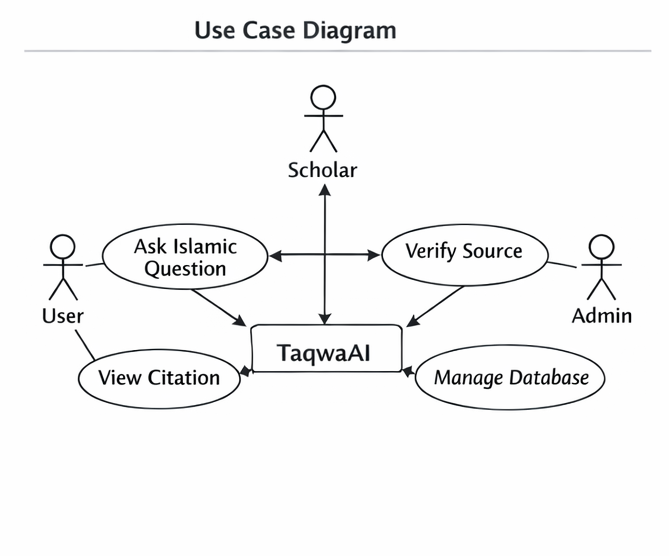 Use Case Diagram
Scholar
Ask Islamic
Question
Verify Source
User
Admin
TaqwaAI
View Citation
Manage Database